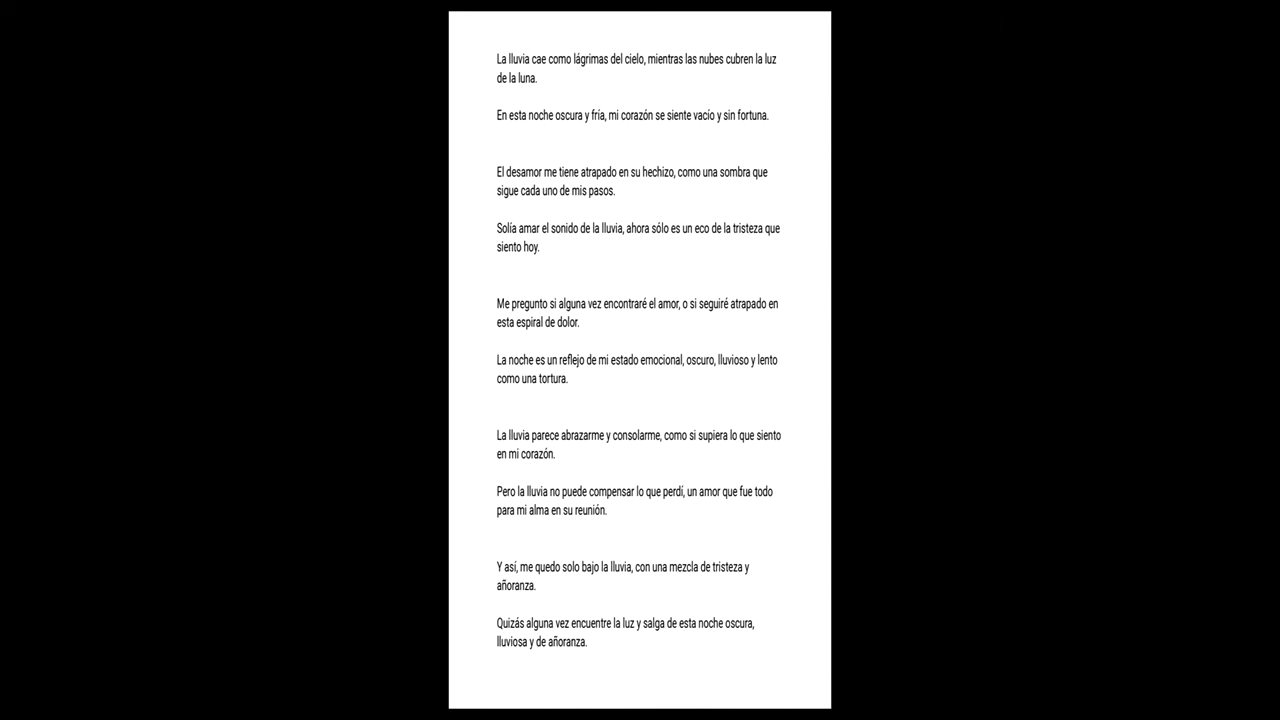 La lluvia cae como lágrimas del cielo, mientras las nubes cubren la luz
de la luna.
En esta noche oscura y fría, mi corazón se siente vacío y sin fortuna.
El desamor me tiene atrapado en su hechizo, como una sombra que
sigue cada uno de mis pasos.
Solía amar el sonido de la lluvia, ahora sólo es un eco de la tristeza que
siento hoy.
Me pregunto si alguna vez encontraré el amor, o si seguiré atrapado en
esta espiral de dolor.
La noche es un reflejo de mi estado emocional, oscuro, lluvioso y lento
como una tortura.
La lluvia parece abrazarme y consolarme, como si supiera lo que siento
en mi corazón.
Pero la lluvia no puede compensar lo que perdí, un amor que fue todo
para mi alma en su reunión.
Y así, me quedo solo bajo la lluvia, con una mezcla de tristeza y
añoranza.
Quizás alguna vez encuentre la luz y salga de esta noche oscura,
lluviosa y de añoranza.